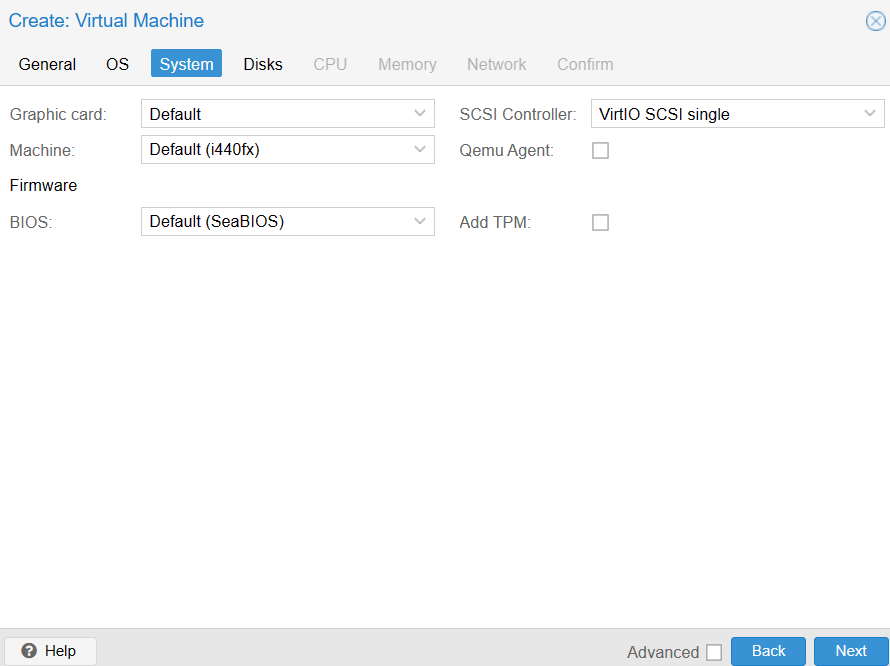 Create: Virtual Machine
General OS System Disks CPU Memory Network Confirm
Graphic card: Default SCSI Controller: VirtIO SCSI single
Machine: Default (i440fx) Qemu Agent:
Firmware
BIOS: Default (SeaBIOS) Add TPM:
? Help Advanced Back Next